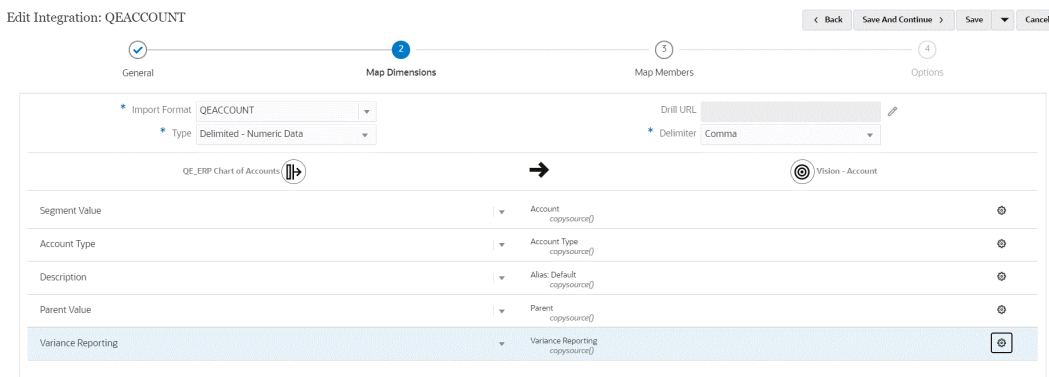 Edit Integration: QEACCOUNT
< Back Save And Continue > Save Cancel
2 3 4
General Map Dimensions Map Members Options
* Import Format QEACCOUNT Drill URL
* Type Delimited - Numeric Data * Delimiter Comma
QE_ERP Chart of Accounts Vision - Account
Segment Value Account
copysource()
Account Type Account Type
copysource()
Description Alias: Default
copysource()
Parent Value Parent
copysource()
Variance Reporting Variance Reporting
copysource()